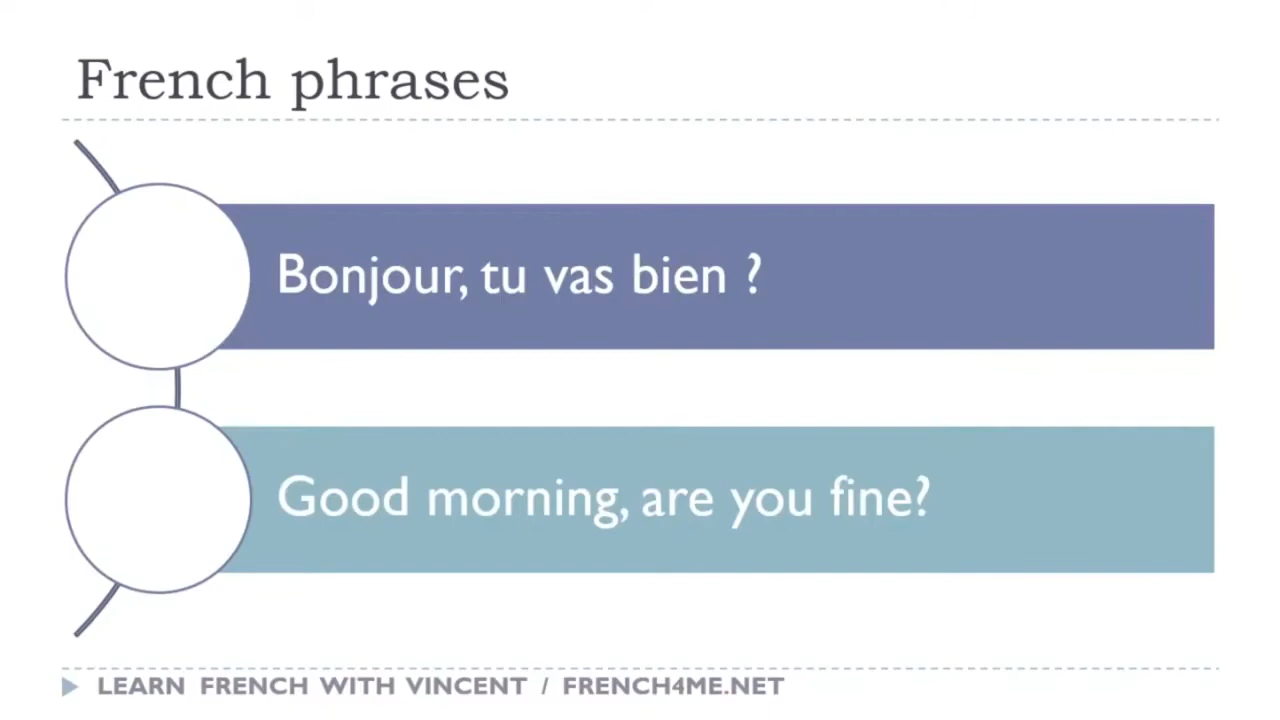 French phrases
Bonjour, tu vas bien ?
Good morning, are you fine?
LEARN FRENCH WITH VINCENT / FRENCH4ME.NET